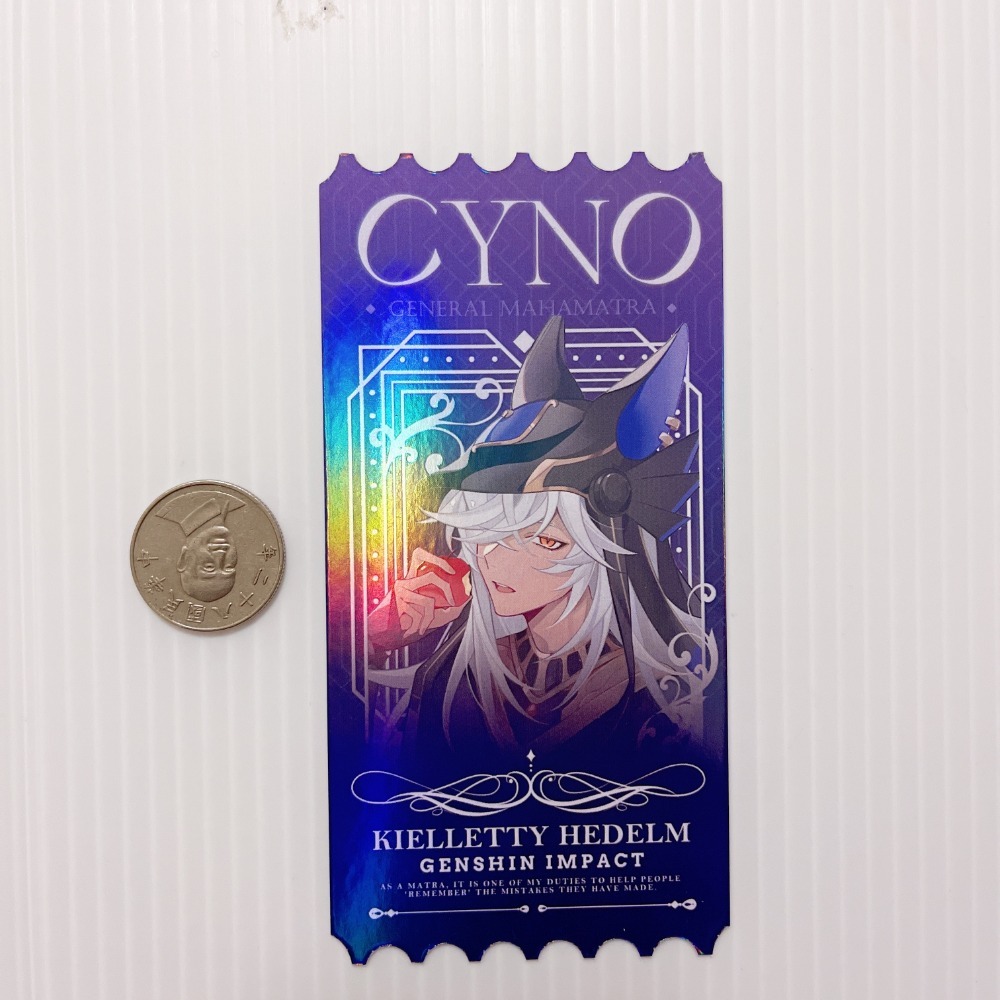 CYNO
GENERAL MAHAMATRA
KIELLETTY HEDELM
GENSHIN IMPACT
AS A MATRA, IT IS ONE OF MY DUTIES TO HELP PEOPLE
'REMEMBER' THE MISTAKES THEY HAVE MADE.
中華民國八十二年